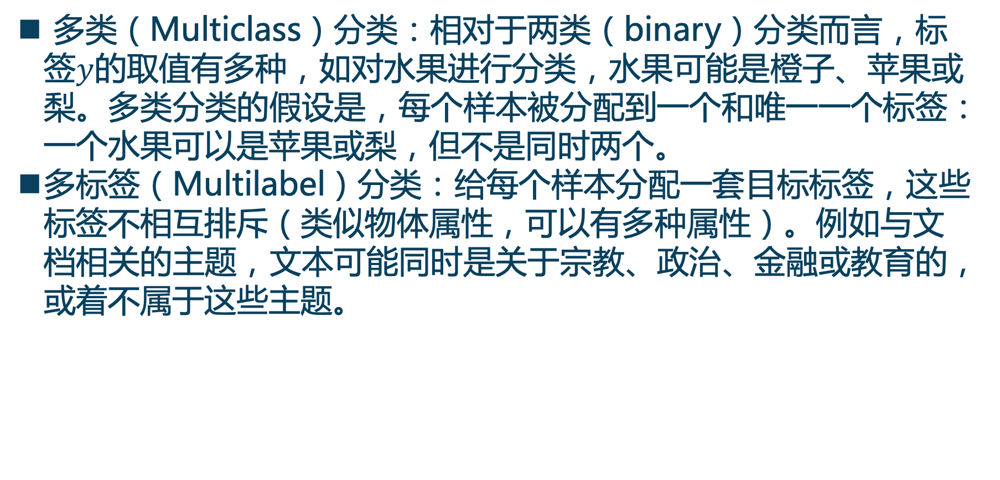 ■ 多类（Multiclass）分类：相对于两类（binary）分类而言，标
签y的取值有多种，如对水果进行分类，水果可能是橙子、苹果或
梨。多类分类的假设是，每个样本被分配到一个和唯一一个标签：
一个水果可以是苹果或梨，但不是同时两个。
■多标签（Multilabel）分类：给每个样本分配一套目标标签，这些
标签不相互排斥（类似物体属性，可以有多种属性）。例如与文
档相关的主题，文本可能同时是关于宗教、政治、金融或教育的，
或着不属于这些主题。